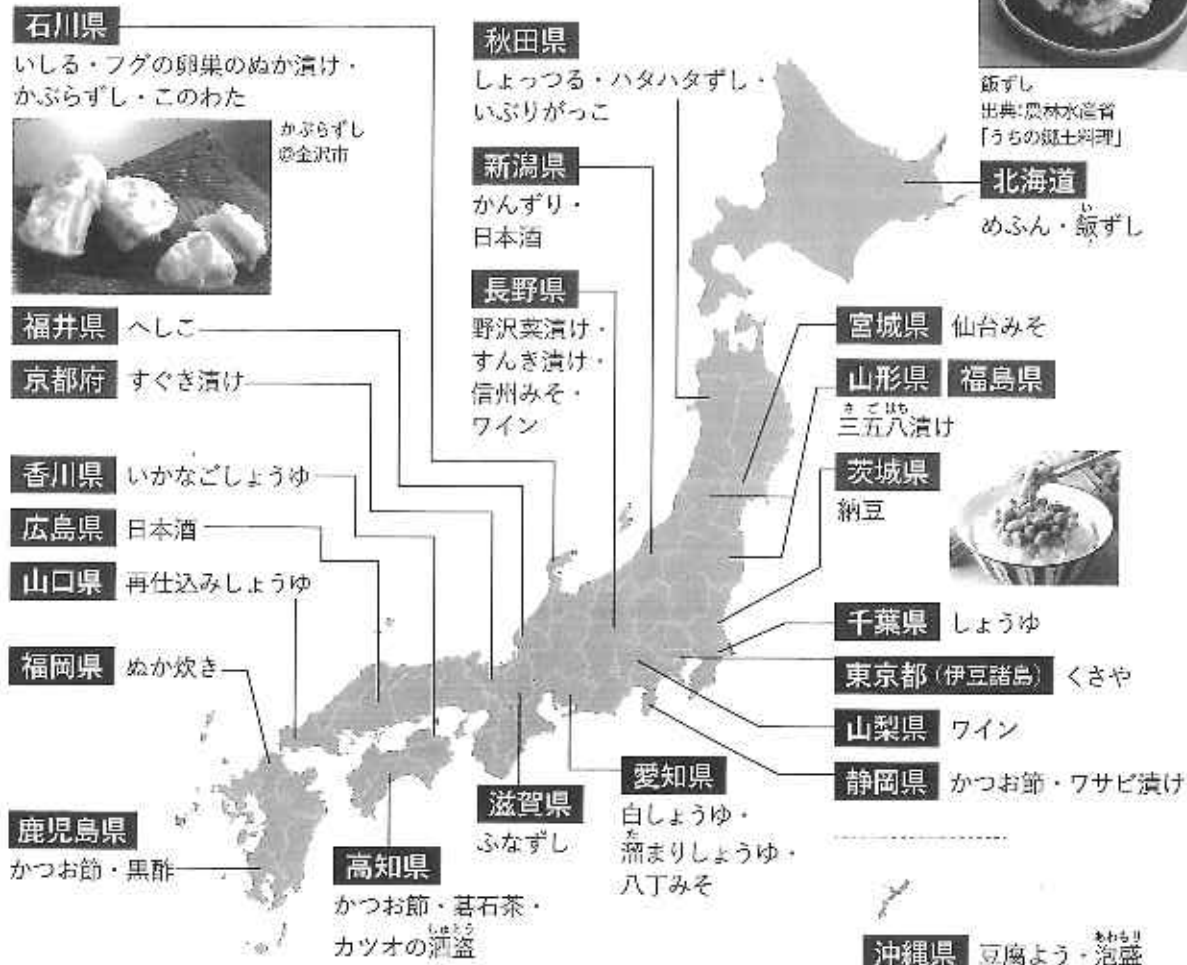 石川県
いしる・フグの卵巣のぬか漬け・
かぶらずし・このわた
かぶらずし
@金沢市
福井県 へしこ
京都府 すぐき漬け
香川県 いかなごしょうゆ
広島県 日本酒
山口県 再仕込みしょうゆ
福岡県 ぬか炊き
鹿児島県
かつお節・黒酢
秋田県
しょっつる・ハタハタずし・
いぶりがっこ
新潟県
かんずり・
日本酒
長野県
野沢菜漬け・
すんき漬け・
信州みそ・
ワイン
高知県
かつお節・碁石茶・
しゅとう
カツオの酒盗
滋賀県
ふなずし
愛知県
白しょうゆ・
た
溜まりしょうゆ・
八丁みそ
飯ずし
出典:農林水産省
「うちの郷土料理」
北海道
い
めふん・飯ずし
宮城県 仙台みそ
山形県 福島県
さごはち
三五八漬け
茨城県
納豆
千葉県 しょうゆ
東京都(伊豆諸島) くさや
山梨県 ワイン
静岡県 かつお節・ワサビ漬け
あわもり
沖縄県 豆腐よう・泡盛